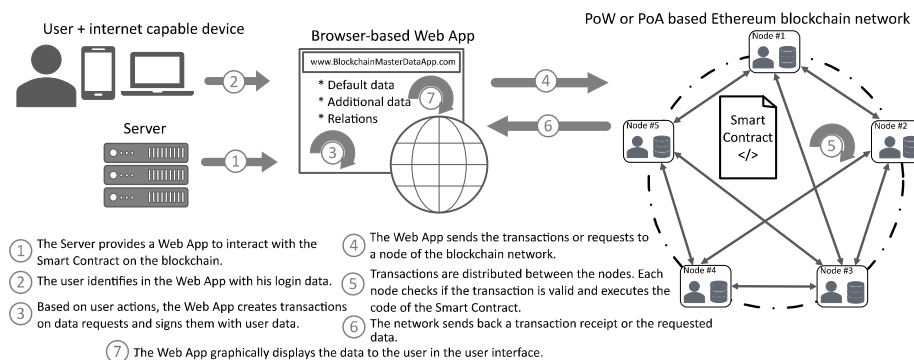 User + internet capable device
Browser-based Web App
PoW or PoA based Ethereum blockchain network
www.BlockchainMasterDataApp.com
* Default data
* Additional data
* Relations
Server
Smart
Contract
</>
Node #1
Node #2
Node #3
Node #4
Node #5
2
1
7
3
4
6
5
1 The Server provides a Web App to interact with the
Smart Contract on the blockchain.
2 The user identifies in the Web App with his login data.
3 Based on user actions, the Web App creates transactions
on data requests and signs them with user data.
4 The Web App sends the transactions or requests to
a node of the blockchain network.
5 Transactions are distributed between the nodes. Each
node checks if the transaction is valid and executes the
code of the Smart Contract.
6 The network sends back a transaction receipt or the requested
data.
7 The Web App graphically displays the data to the user in the user interface.